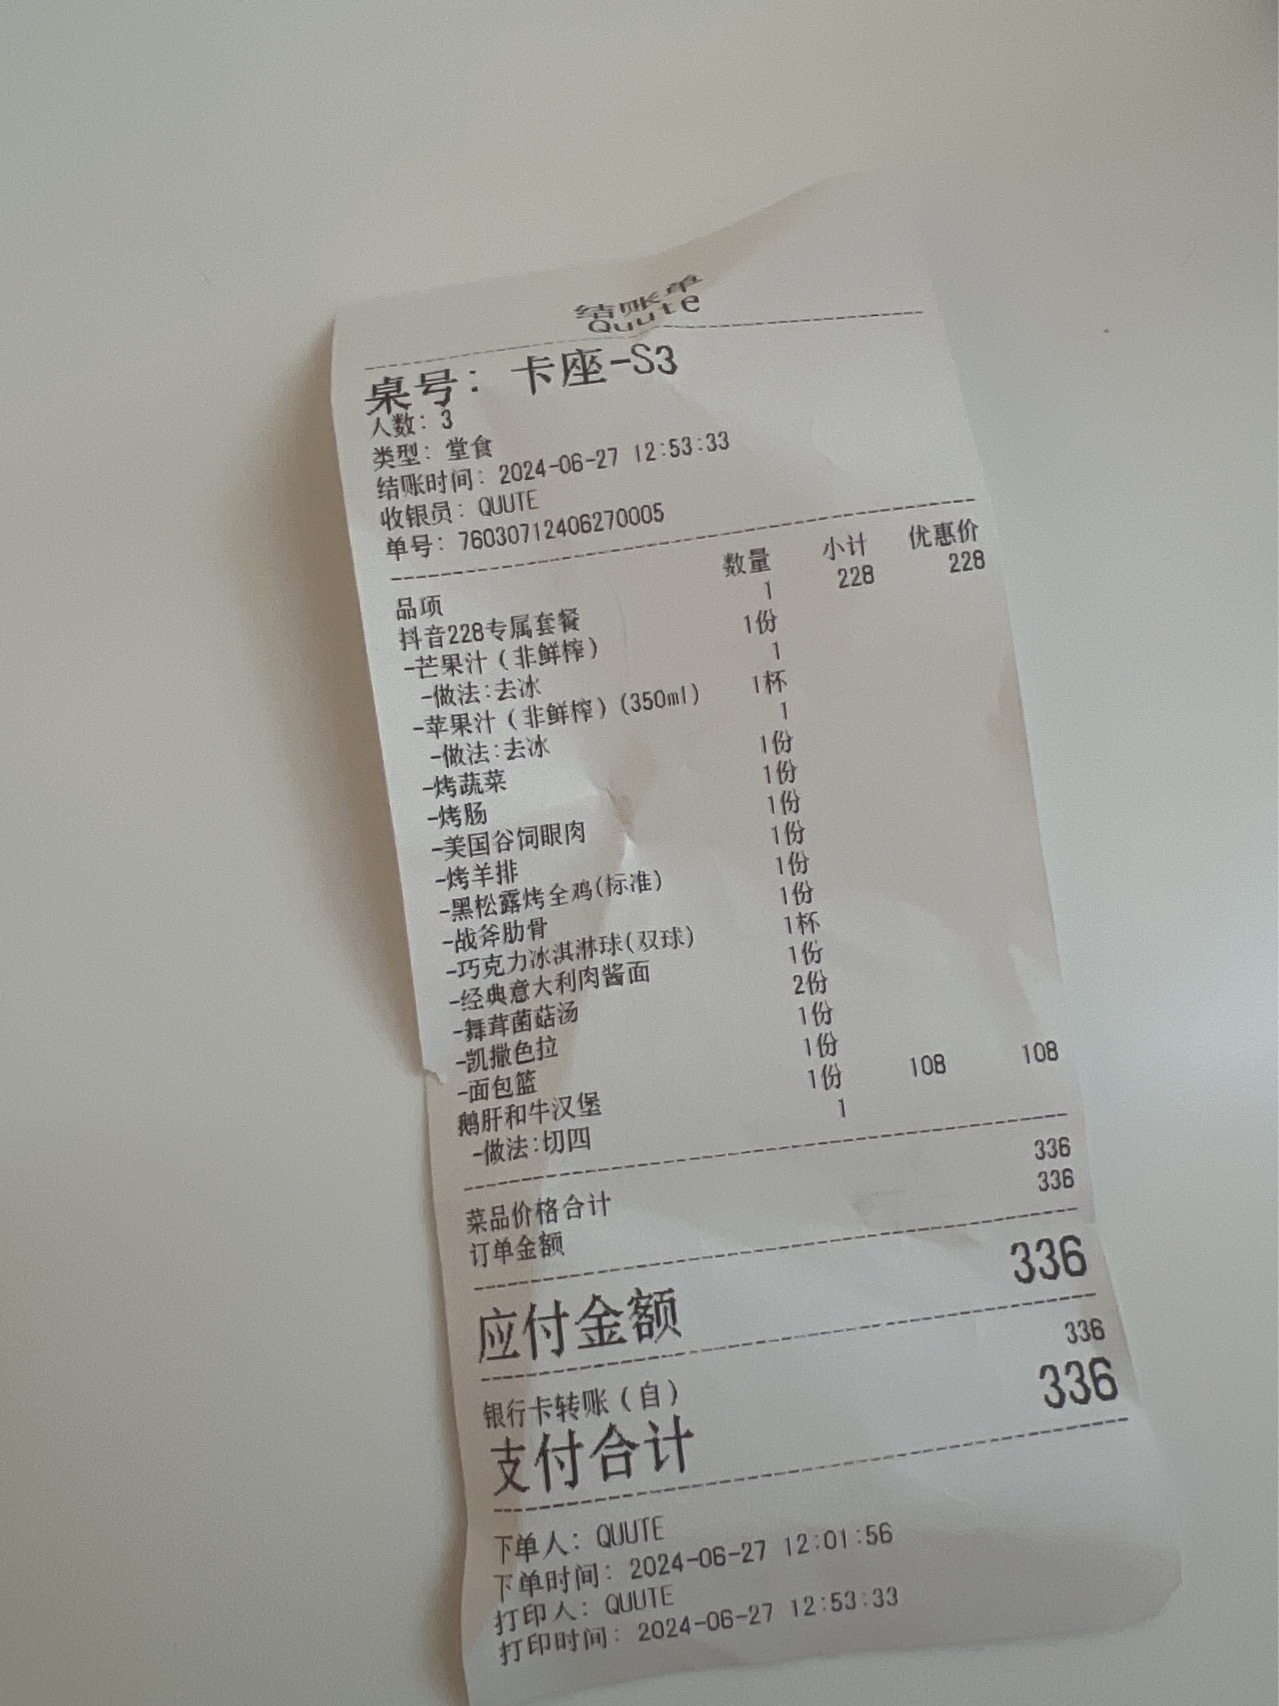 结账单
Quute
桌号：卡座-S3
人数：3
类型：堂食
结账时间：2024-06-27 12:53:33
收银员：QUUTE
单号：76030712406270005
品项 数量 小计 优惠价
抖音228专属套餐 1 228 228
-芒果汁（非鲜榨） 1份
-做法:去冰 1
-苹果汁（非鲜榨）(350ml) 1杯
-做法:去冰 1
-烤蔬菜 1份
-烤肠 1份
-美国谷饲眼肉 1份
-烤羊排 1份
-黑松露烤全鸡(标准) 1份
-战斧肋骨 1份
-巧克力冰淇淋球(双球) 1杯
-经典意大利肉酱面 1份
-舞茸菌菇汤 2份
-凯撒色拉 1份
-面包篮 1份
鹅肝和牛汉堡 1份 108 108
-做法:切四 1
菜品价格合计 336
订单金额 336
应付金额 336
银行卡转账（自） 336
支付合计 336
下单人：QUUTE
下单时间：2024-06-27 12:01:56
打印人：QUUTE
打印时间：2024-06-27 12:53:33